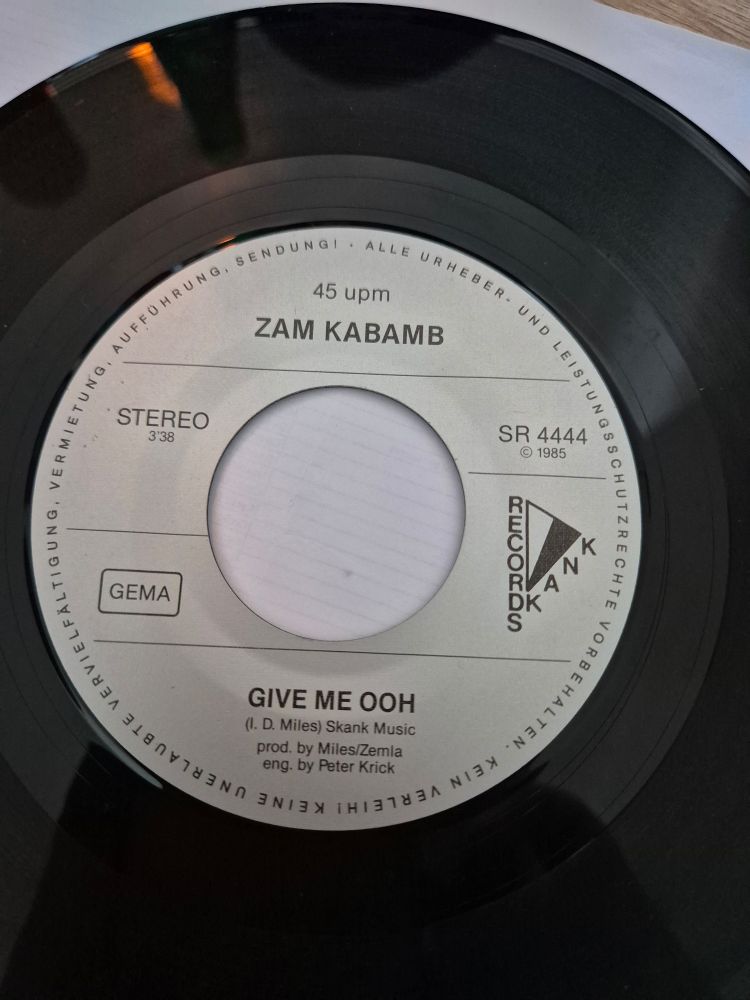 ALLE URHEBER- UND LEISTUNGSSCHUTZRECHTE VORBEHALTEN. KEIN VERLEIH! KEINE UNERLAUBTE VERVIELFÄLTIGUNG, VERMIETUNG, AUFFÜHRUNG, SENDUNG! ·
45 upm
ZAM KABAMB
STEREO
3'38
SR 4444
© 1985
RECORDS
SKANK
GEMA
GIVE ME OOH
(I. D. Miles) Skank Music
prod. by Miles/Zemla
eng. by Peter Krick